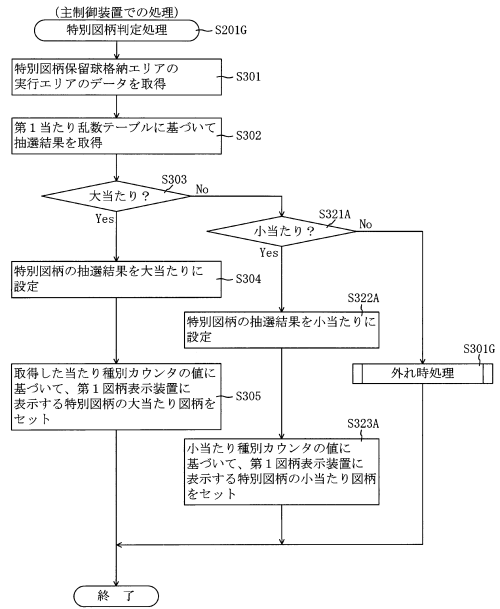 (主制御装置での処理)
特別図柄判定処理
S201G
特別図柄保留球格納エリアの
実行エリアのデータを取得
S301
第1当たり乱数テーブルに基づいて
抽選結果を取得
S302
大当たり?
S303
No
Yes
小当たり?
S321A
No
Yes
特別図柄の抽選結果を大当たりに
設定
S304
特別図柄の抽選結果を小当たりに
設定
S322A
外れ時処理
S301G
取得した当たり種別カウンタの値に
基づいて、第1図柄表示装置に
表示する特別図柄の大当たり図柄を
セット
S305
小当たり種別カウンタの値に
基づいて、第1図柄表示装置に
表示する特別図柄の小当たり図柄
をセット
S323A
終 了